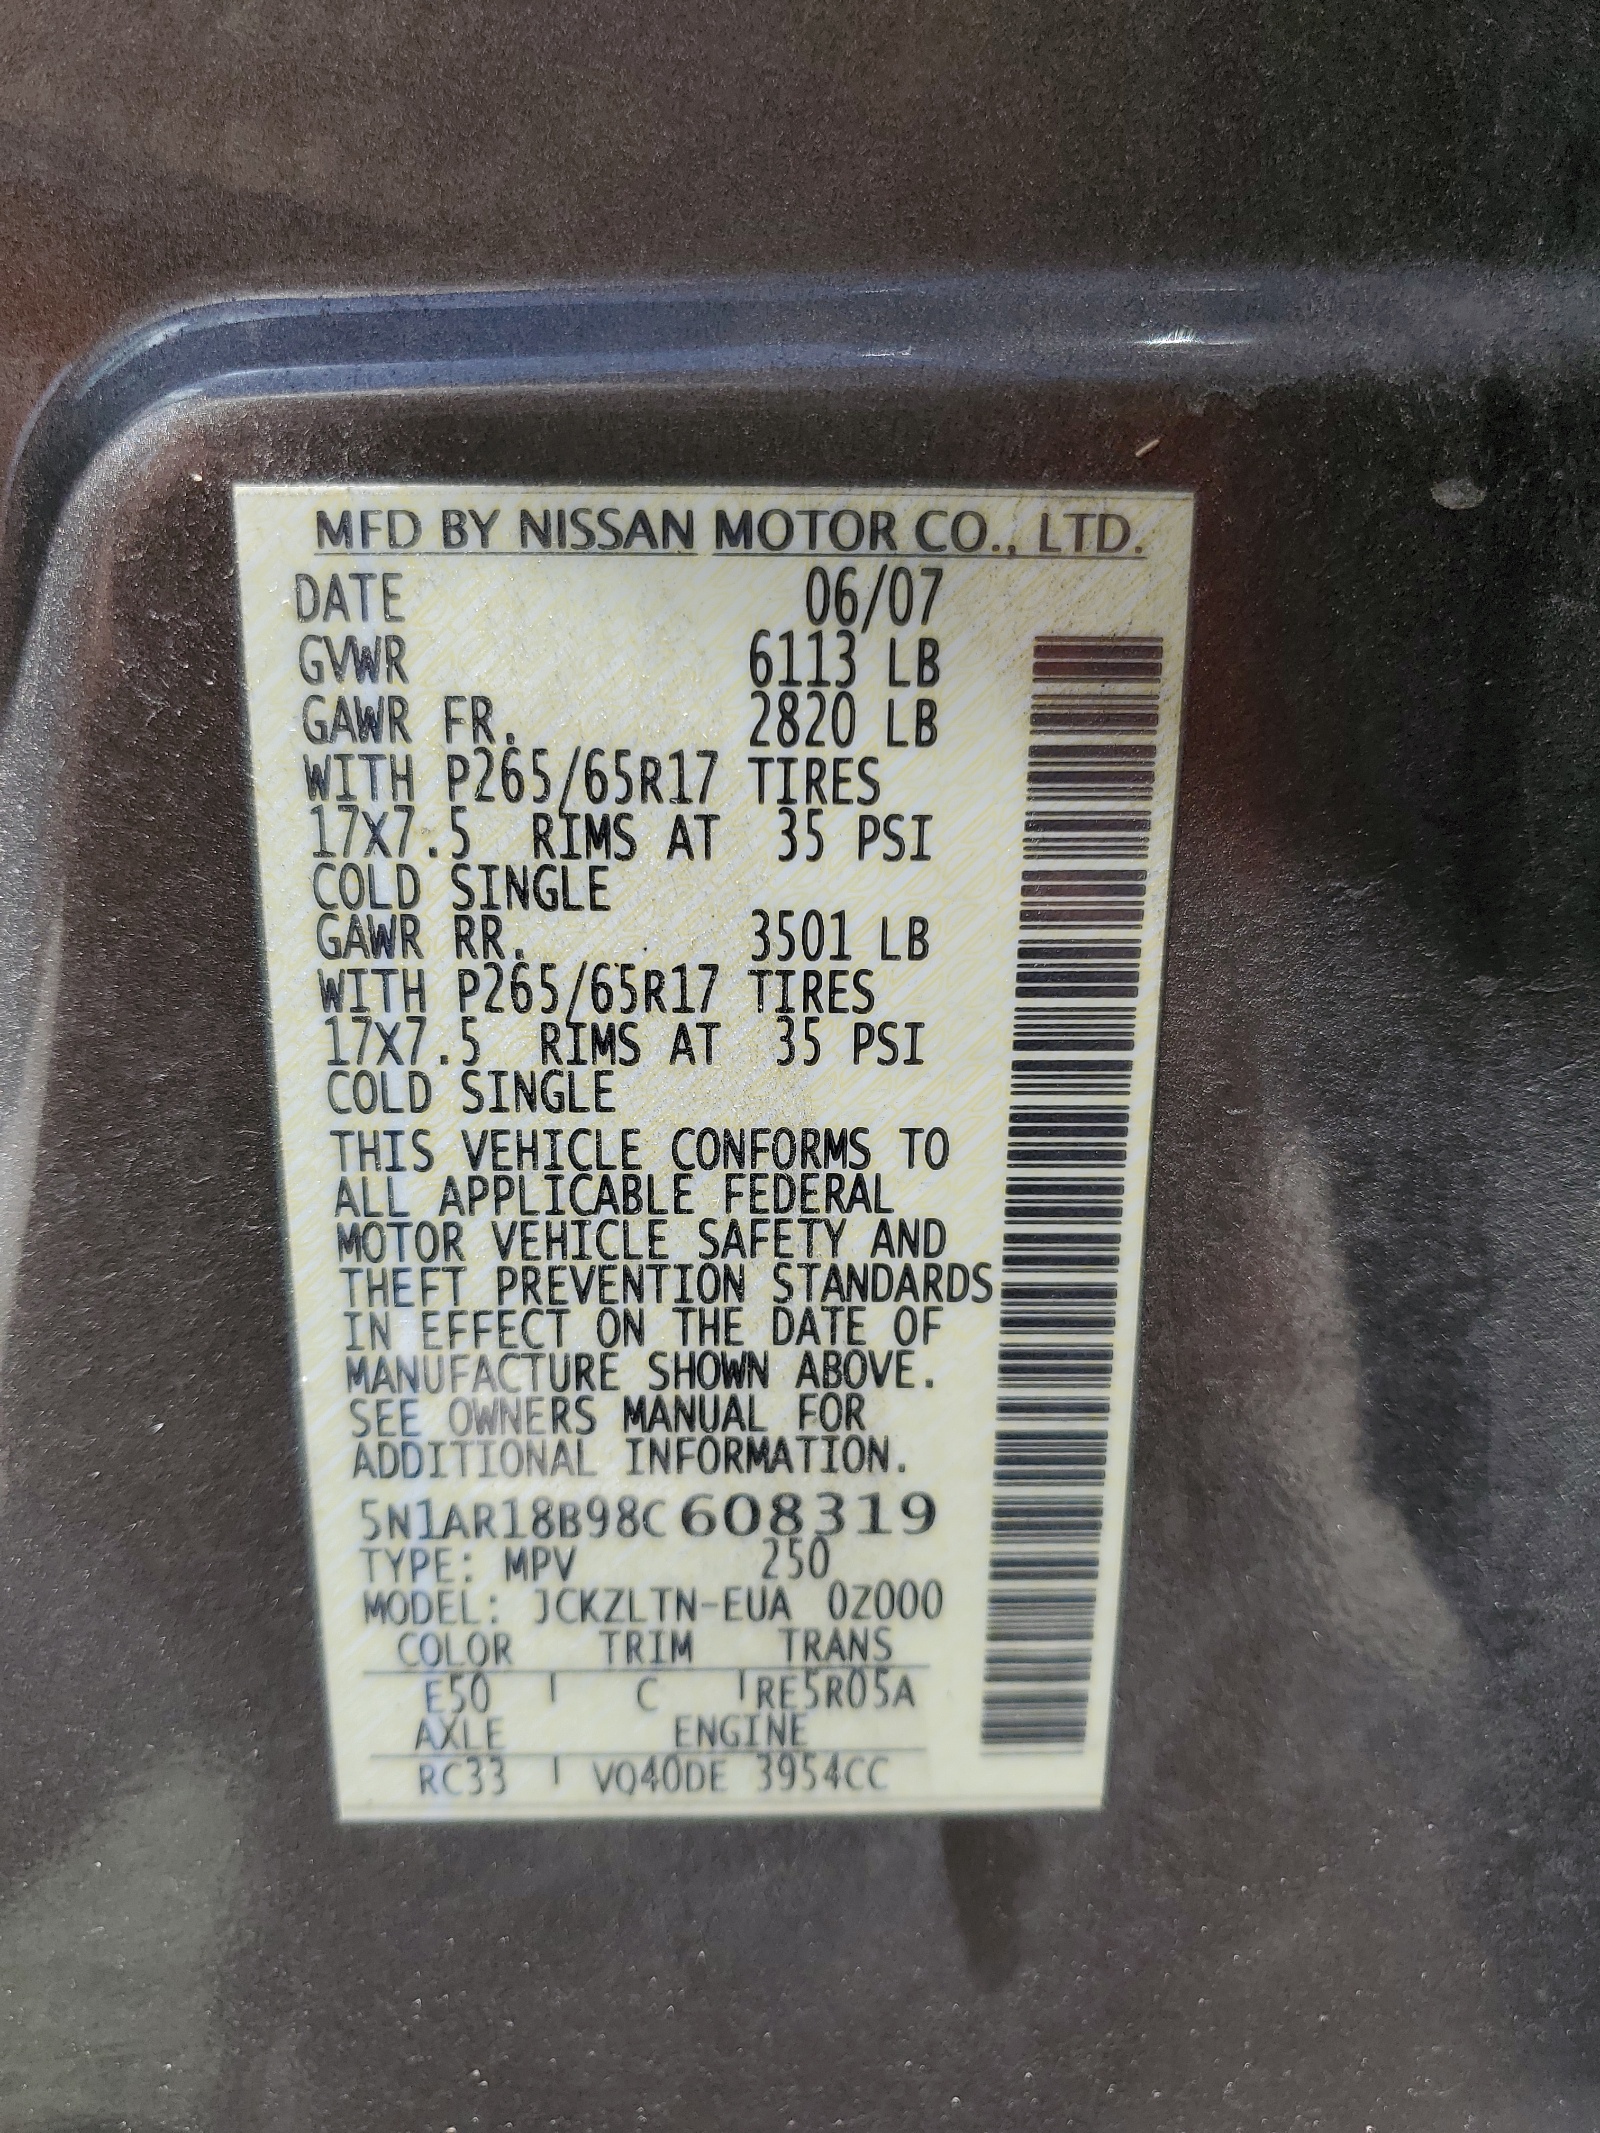 MFD BY NISSAN MOTOR CO., LTD.
DATE 06/07
GVWR 6113 LB
GAWR FR. 2820 LB
WITH P265/65R17 TIRES
17X7.5 RIMS AT 35 PSI
COLD SINGLE
GAWR RR. 3501 LB
WITH P265/65R17 TIRES
17X7.5 RIMS AT 35 PSI
COLD SINGLE
THIS VEHICLE CONFORMS TO
ALL APPLICABLE FEDERAL
MOTOR VEHICLE SAFETY AND
THEFT PREVENTION STANDARDS
IN EFFECT ON THE DATE OF
MANUFACTURE SHOWN ABOVE.
SEE OWNERS MANUAL FOR
ADDITIONAL INFORMATION.
5N1AR18B98C608319
TYPE: MPV 250
MODEL: JCKZLTN-EUA 0Z000
COLOR TRIM TRANS
E50 C RE5R05A
AXLE ENGINE
RC33 VQ40DE 3954CC